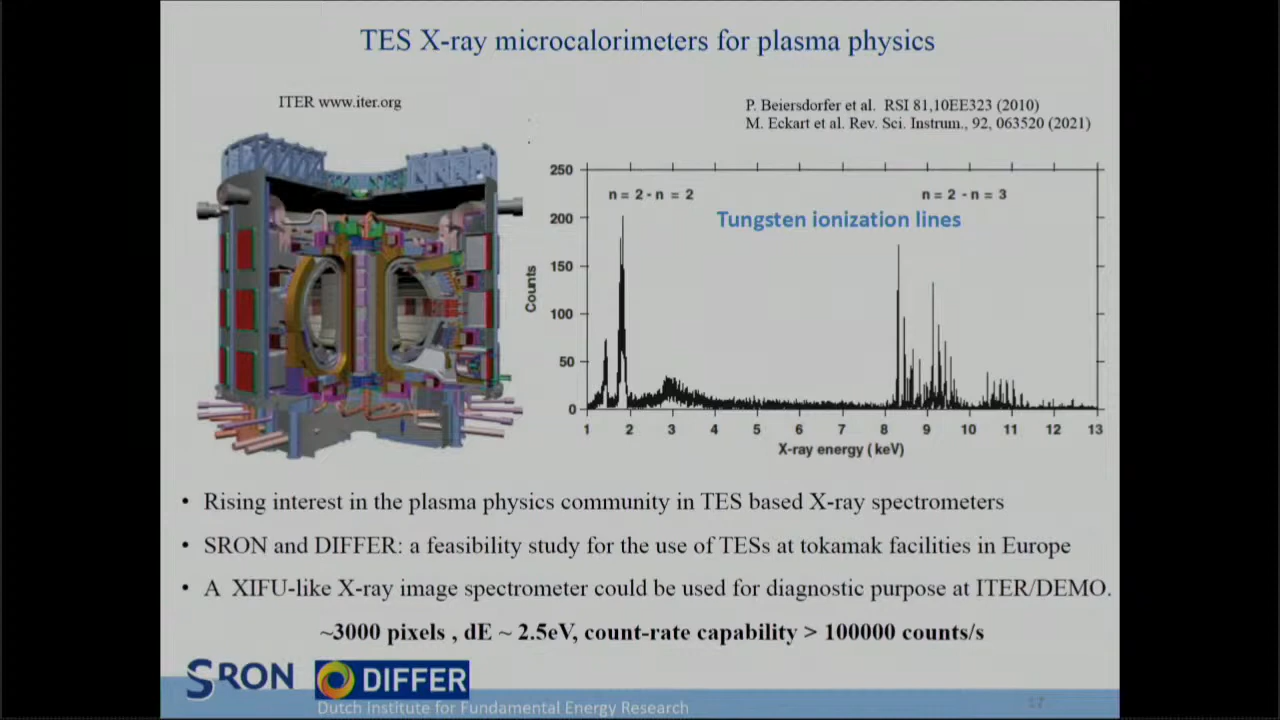 TES X-ray microcalorimeters for plasma physics
ITER www.iter.org
P. Beiersdorfer et al. RSI 81,10EE323 (2010)
M. Eckart et al. Rev. Sci. Instrum., 92, 063520 (2021)
250
200
150
100
50
0
Counts
n = 2 - n = 2
n = 2 - n = 3
Tungsten ionization lines
1 2 3 4 5 6 7 8 9 10 11 12 13
X-ray energy ( keV)
• Rising interest in the plasma physics community in TES based X-ray spectrometers
• SRON and DIFFER: a feasibility study for the use of TESs at tokamak facilities in Europe
• A XIFU-like X-ray image spectrometer could be used for diagnostic purpose at ITER/DEMO.
~3000 pixels , dE ~ 2.5eV, count-rate capability > 100000 counts/s
SRON
DIFFER
Dutch Institute for Fundamental Energy Research
17